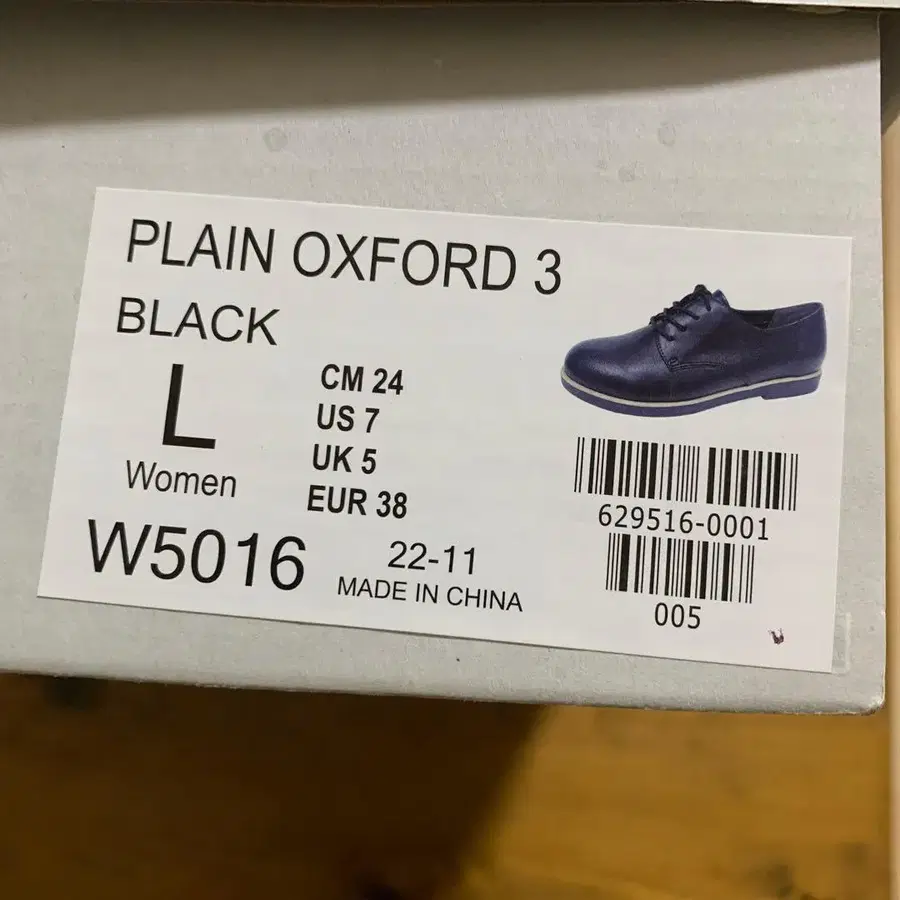 PLAIN OXFORD 3
BLACK
L
Women
CM 24
US 7
UK 5
EUR 38
W5016
22-11
MADE IN CHINA
629516-0001
005